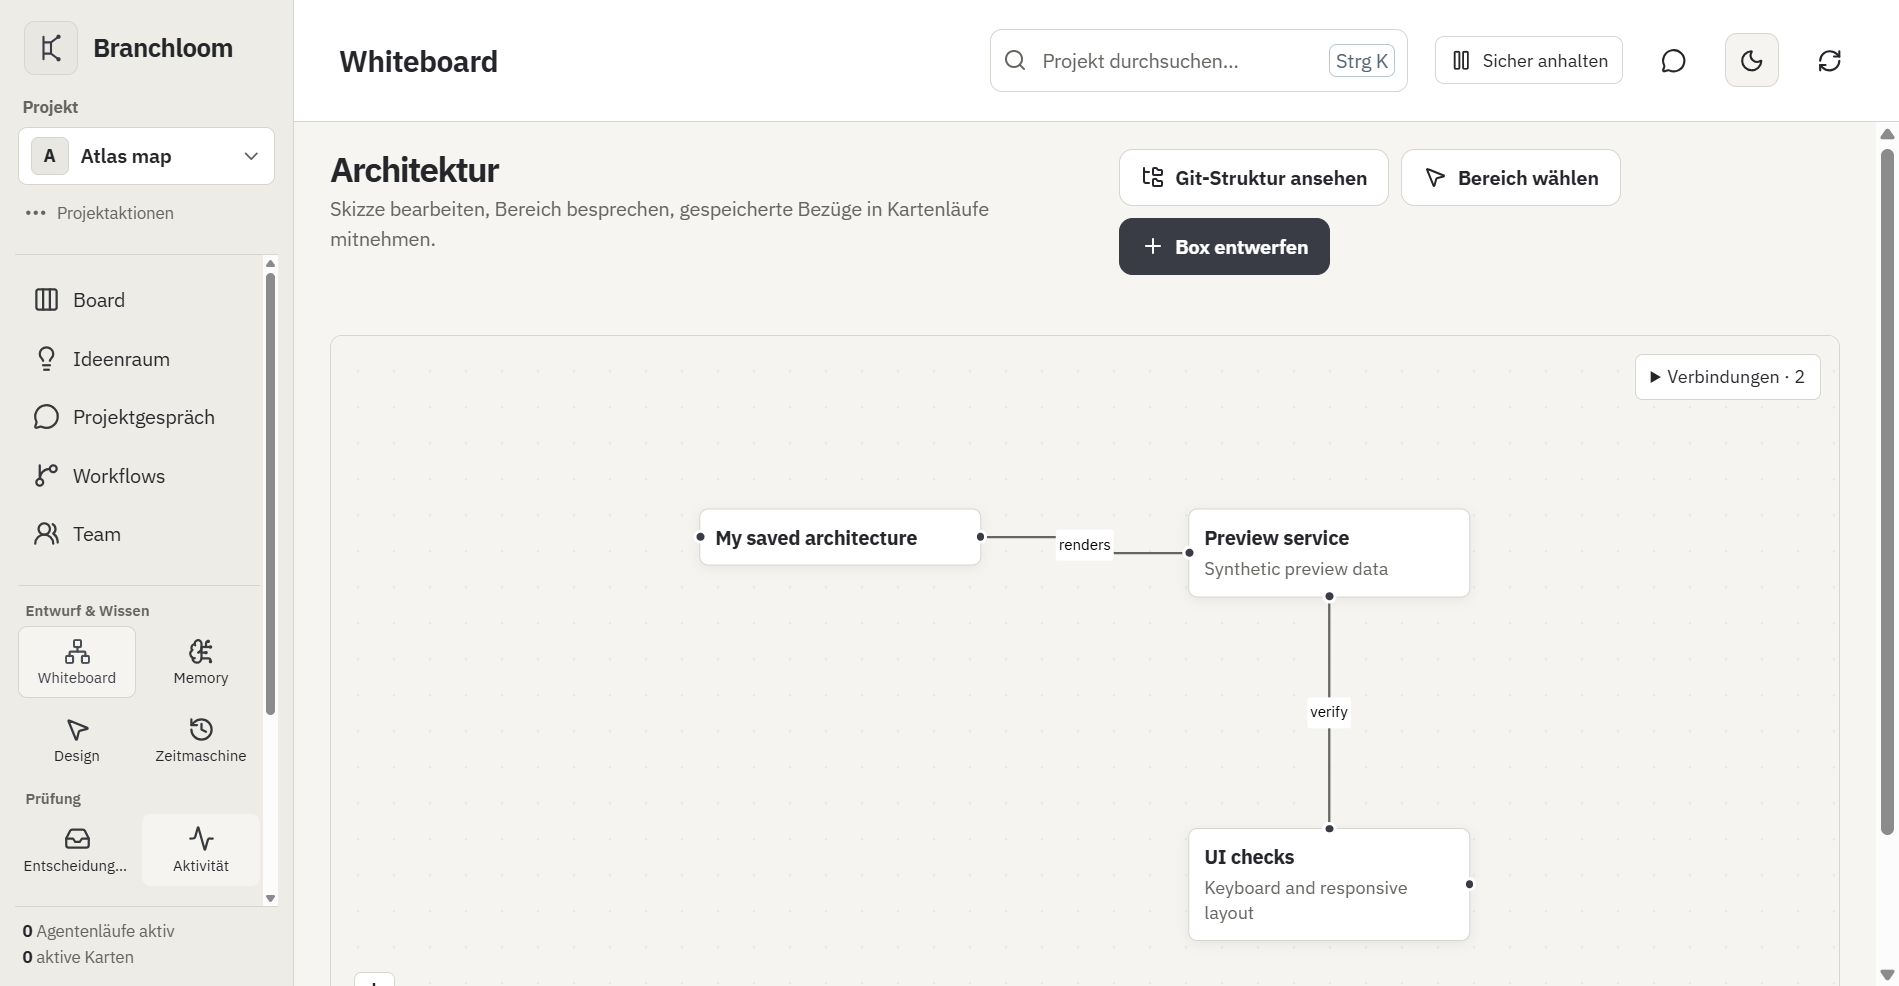 Branchloom
Projekt
A Atlas map
Projektaktionen
Board
Ideenraum
Projektgespräch
Workflows
Team
Entwurf & Wissen
Whiteboard
Memory
Design
Zeitmaschine
Prüfung
Entscheidung...
Aktivität
0 Agentenläufe aktiv
0 aktive Karten
Whiteboard
Projekt durchsuchen...
Strg K
Sicher anhalten
Architektur
Skizze bearbeiten, Bereich besprechen, gespeicherte Bezüge in Kartenläufe
mitnehmen.
Git-Struktur ansehen
Bereich wählen
Box entwerfen
Verbindungen · 2
My saved architecture
renders
Preview service
Synthetic preview data
verify
UI checks
Keyboard and responsive
layout